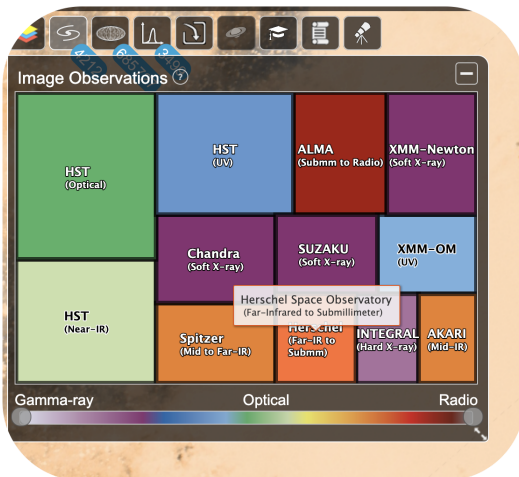 4212
Image Observations ?
HST
(Optical)
HST
(UV)
ALMA
(Submm to Radio)
XMM-Newton
(Soft X-ray)
Chandra
(Soft X-ray)
SUZAKU
(Soft X-ray)
XMM-OM
(UV)
Herschel Space Observatory
(Far-Infrared to Submillimeter)
HST
(Near-IR)
Spitzer
(Mid to Far-IR)
Herschel
(Far-IR to
Submm)
INTEGRAL
(Hard X-ray)
AKARI
(Mid-IR)
Gamma-ray
Optical
Radio